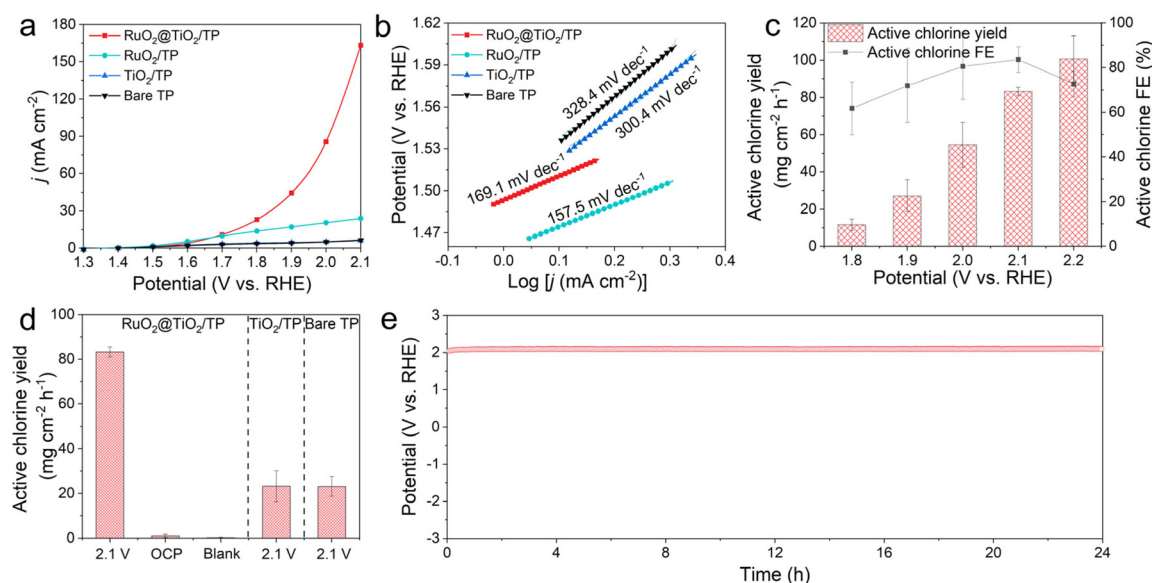 a
j (mA cm⁻²)
180
150
120
90
60
30
0
RuO₂@TiO₂/TP
RuO₂/TP
TiO₂/TP
Bare TP
1.3 1.4 1.5 1.6 1.7 1.8 1.9 2.0 2.1
Potential (V vs. RHE)
b
Potential (V vs. RHE)
1.62
1.59
1.56
1.53
1.50
1.47
RuO₂@TiO₂/TP
RuO₂/TP
TiO₂/TP
Bare TP
328.4 mV dec⁻¹
300.4 mV dec⁻¹
169.1 mV dec⁻¹
157.5 mV dec⁻¹
-0.1 0.0 0.1 0.2 0.3 0.4
Log [j (mA cm⁻²)]
c
Active chlorine yield
(mg cm⁻² h⁻¹)
120
100
80
60
40
20
0
Active chlorine yield
Active chlorine FE
100
90
80
70
60
50
40
30
20
10
0
Active chlorine FE (%)
1.8 1.9 2.0 2.1 2.2
Potential (V vs. RHE)
d
Active chlorine yield
(mg cm⁻² h⁻¹)
100
80
60
40
20
0
RuO₂@TiO₂/TP TiO₂/TP Bare TP
2.1 V OCP Blank 2.1 V 2.1 V
e
Potential (V vs. RHE)
3
2
1
0
-1
-2
-3
0 4 8 12 16 20 24
Time (h)